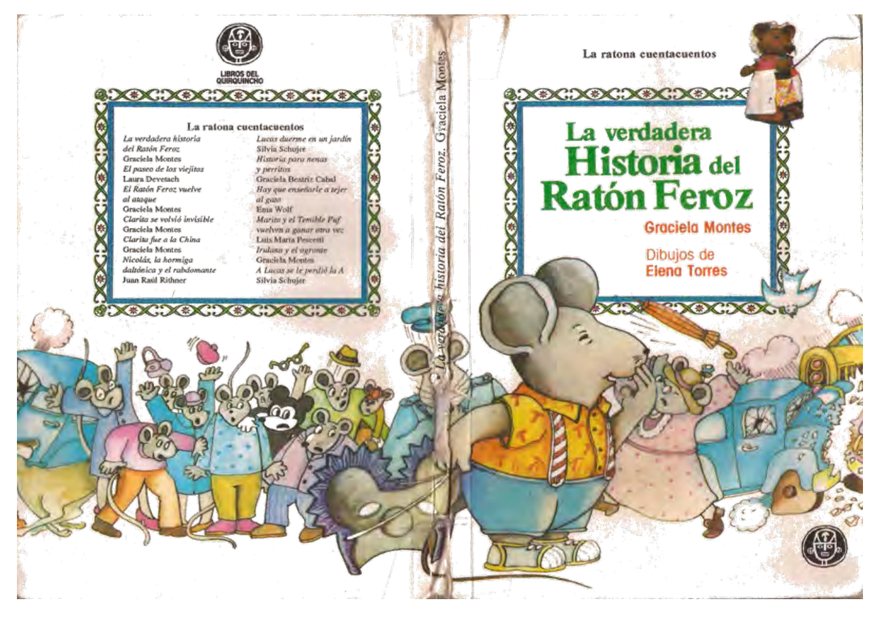 LIBROS DEL
QUIRQUINCHO
La ratona cuentacuentos
La verdadera historia
del Ratón Feroz
Graciela Montes
El paseo de los viejitos
Laura Devetach
El Ratón Feroz vuelve
al ataque
Graciela Montes
Clarita se volvió invisible
Graciela Montes
Clarita fue a la China
Graciela Montes
Nicolás, la hormiga
daltónica y el rabdomante
Juan Raúl Rithner
Lucas duerme en un jardín
Silvia Schujer
Historia para nenas
y perritos
Graciela Beatriz Cabal
Hay que enseñarle a tejer
al gato
Ema Wolf
Marito y el Temible Puf
vuelven a ganar otra vez
Luis María Pescetti
Irulana y el ogronte
Graciela Montes
A Lucas se le perdió la A
Silvia Schujer
La verdadera historia del Ratón Feroz. Graciela Montes
La ratona cuentacuentos
La verdadera
Historia del
Ratón Feroz
Graciela Montes
Dibujos de
Elena Torres